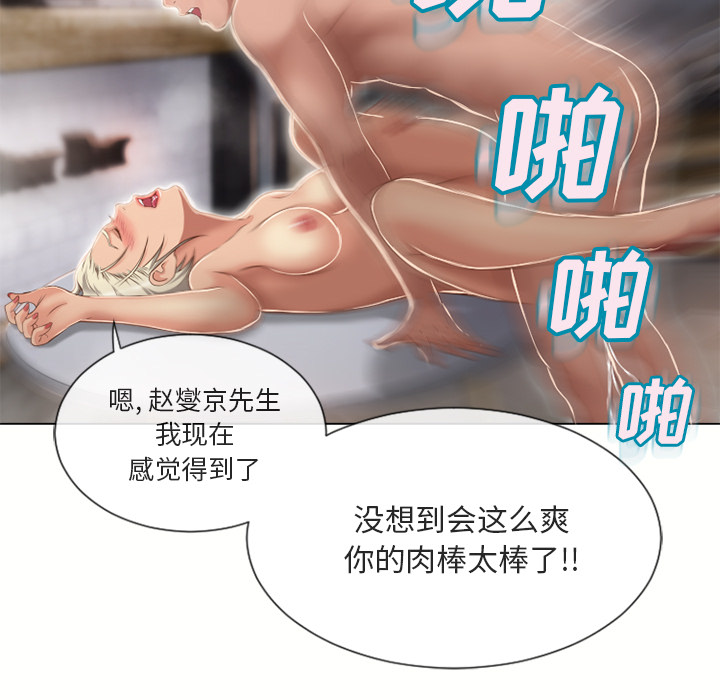 啪
啪
啪
嗯, 赵燮京先生
我现在
感觉得到了
没想到会这么爽
你的肉棒太棒了!!